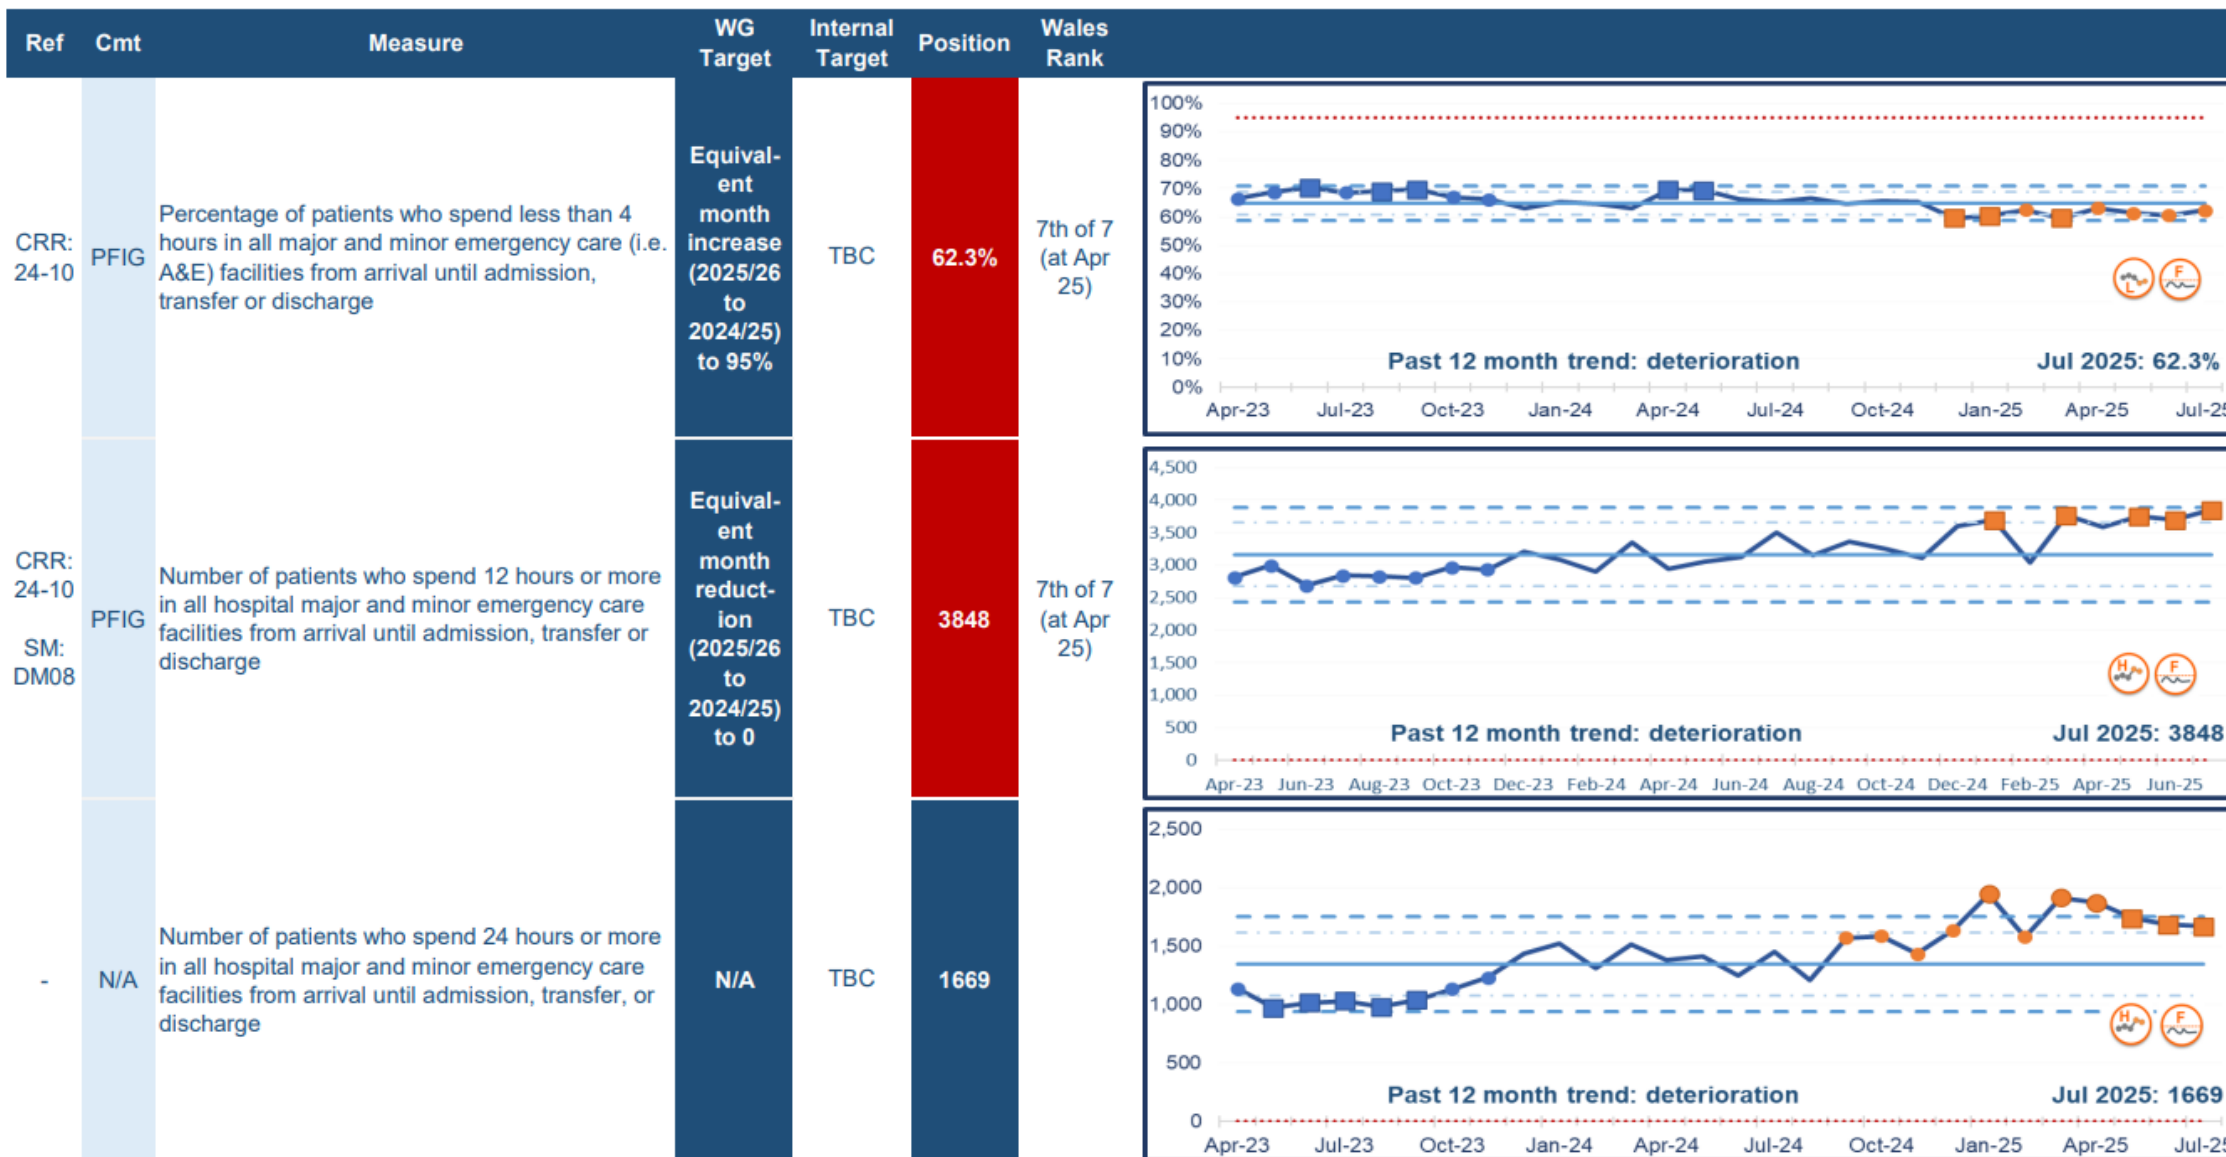 Ref Cmt Measure WG Target Internal Target Position Wales Rank
CRR: 24-10
PFIG
Percentage of patients who spend less than 4
hours in all major and minor emergency care (i.e.
A&E) facilities from arrival until admission,
transfer or discharge
Equival-
ent
month
increase
(2025/26
to
2024/25)
to 95%
TBC
62.3%
7th of 7
(at Apr
25)
100%
90%
80%
70%
60%
50%
40%
30%
20%
10%
0%
L
F
Past 12 month trend: deterioration
Jul 2025: 62.3%
Apr-23 Jul-23 Oct-23 Jan-24 Apr-24 Jul-24 Oct-24 Jan-25 Apr-25 Jul-25
CRR:
24-10
SM:
DM08
PFIG
Number of patients who spend 12 hours or more
in all hospital major and minor emergency care
facilities from arrival until admission, transfer or
discharge
Equival-
ent
month
reduct-
ion
(2025/26
to
2024/25)
to 0
TBC
3848
7th of 7
(at Apr
25)
4,500
4,000
3,500
3,000
2,500
2,000
1,500
1,000
500
0
H
F
Past 12 month trend: deterioration
Jul 2025: 3848
Apr-23 Jun-23 Aug-23 Oct-23 Dec-23 Feb-24 Apr-24 Jun-24 Aug-24 Oct-24 Dec-24 Feb-25 Apr-25 Jun-25
-
N/A
Number of patients who spend 24 hours or more
in all hospital major and minor emergency care
facilities from arrival until admission, transfer, or
discharge
N/A
TBC
1669
2,500
2,000
1,500
1,000
500
0
H
F
Past 12 month trend: deterioration
Jul 2025: 1669
Apr-23 Jul-23 Oct-23 Jan-24 Apr-24 Jul-24 Oct-24 Jan-25 Apr-25 Jul-25